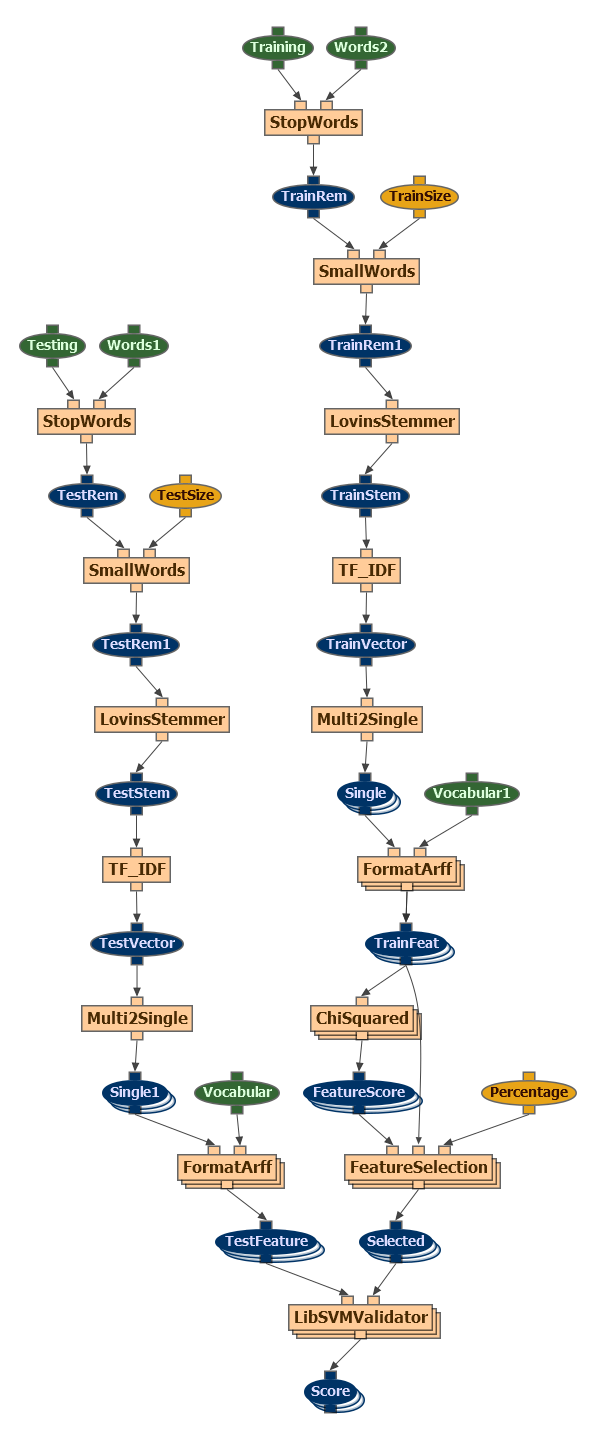 Training
Words2
StopWords
TrainRem
TrainSize
SmallWords
Testing
Words1
TrainRem1
StopWords
LovinsStemmer
TestRem
TestSize
TrainStem
SmallWords
TF_IDF
TestRem1
TrainVector
LovinsStemmer
Multi2Single
TestStem
Single
Vocabular1
TF_IDF
FormatArff
TestVector
TrainFeat
Multi2Single
ChiSquared
Single1
Vocabular
FeatureScore
Percentage
FormatArff
FeatureSelection
TestFeature
Selected
LibSVMValidator
Score